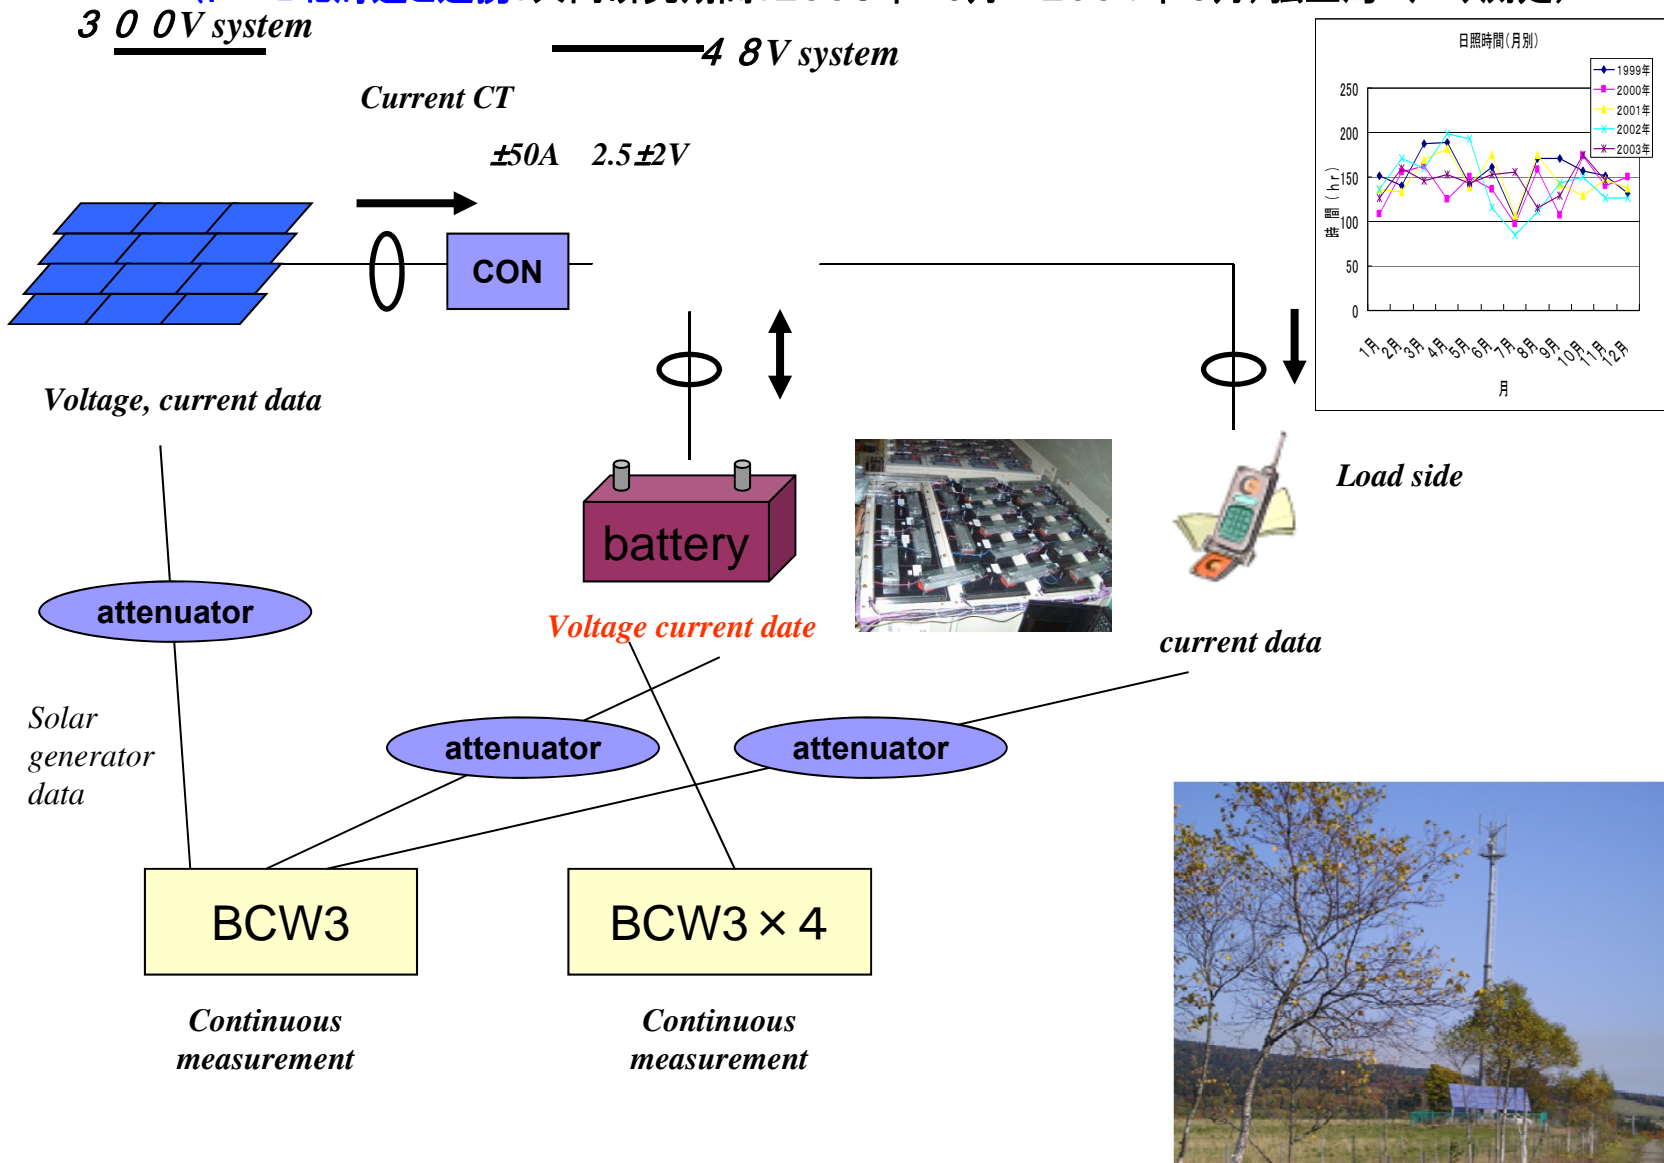 ３００V system
４８V system
Current CT
±50A 2.5±2V
CON
Voltage, current data
battery
Load side
attenuator
Voltage current date
current data
Solar
generator
data
attenuator
attenuator
BCW3
BCW3×4
Continuous
measurement
Continuous
measurement
日照時間(月別)
1999年
2000年
2001年
2002年
2003年
250
200
150
100
50
0
時間(hr)
1月
2月
3月
4月
5月
6月
7月
8月
9月
10月
11月
12月
月